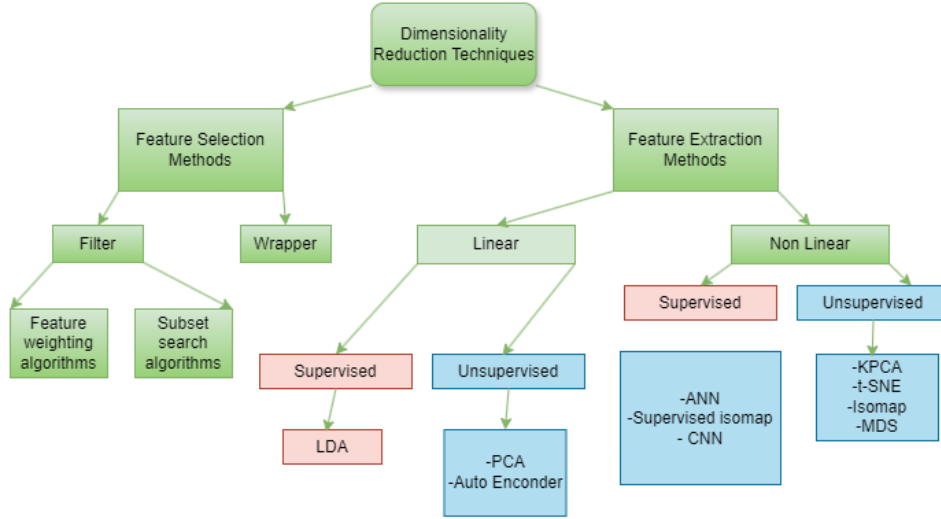 Dimensionality
Reduction Techniques
Feature Selection
Methods
Feature Extraction
Methods
Filter
Wrapper
Linear
Non Linear
Feature
weighting
algorithms
Subset
search
algorithms
Supervised
Unsupervised
Supervised
Unsupervised
LDA
-PCA
-Auto Enconder
-ANN
-Supervised isomap
- CNN
-KPCA
-t-SNE
-Isomap
-MDS